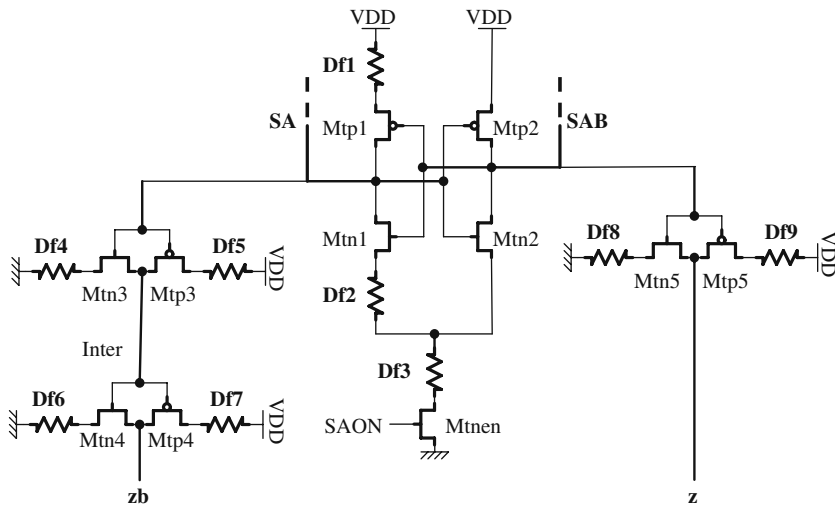 VDD
VDD
Df1
SA
Mtp1
Mtp2
SAB
Df4
Df5
VDD
Mtn1
Mtn2
Df8
Df9
VDD
Mtn3
Mtp3
Df2
Mtn5
Mtp5
Inter
Df3
Df6
Df7
VDD
SAON
Mtnen
Mtn4
Mtp4
zb
z